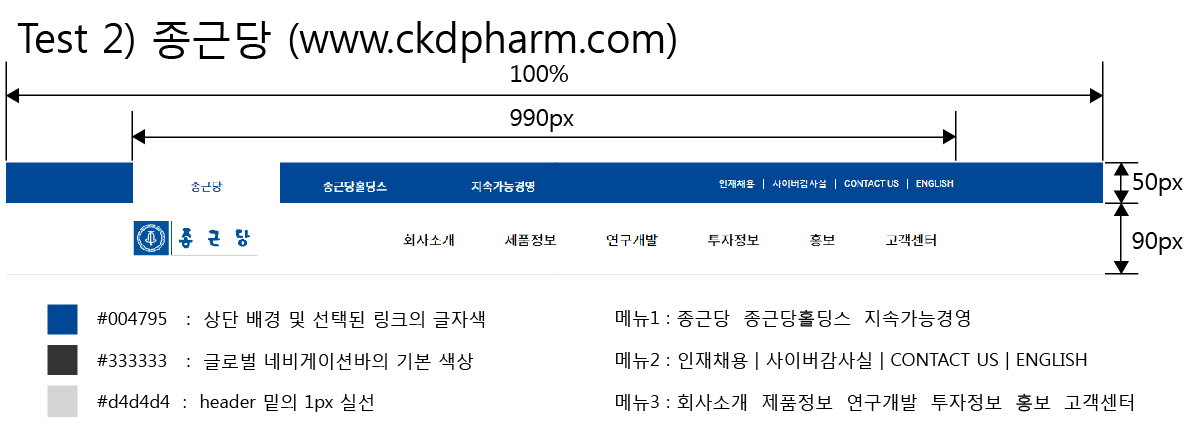 Test 2) 종근당 (www.ckdpharm.com)
100%
990px
종근당 종근당홀딩스 지속가능경영 인재채용 | 사이버감사실 | CONTACT US | ENGLISH
50px
종근당 회사소개 제품정보 연구개발 투자정보 홍보 고객센터
90px
#004795 : 상단 배경 및 선택된 링크의 글자색
메뉴1 : 종근당 종근당홀딩스 지속가능경영
#333333 : 글로벌 네비게이션바의 기본 색상
메뉴2 : 인재채용 | 사이버감사실 | CONTACT US | ENGLISH
#d4d4d4 : header 밑의 1px 실선
메뉴3 : 회사소개 제품정보 연구개발 투자정보 홍보 고객센터